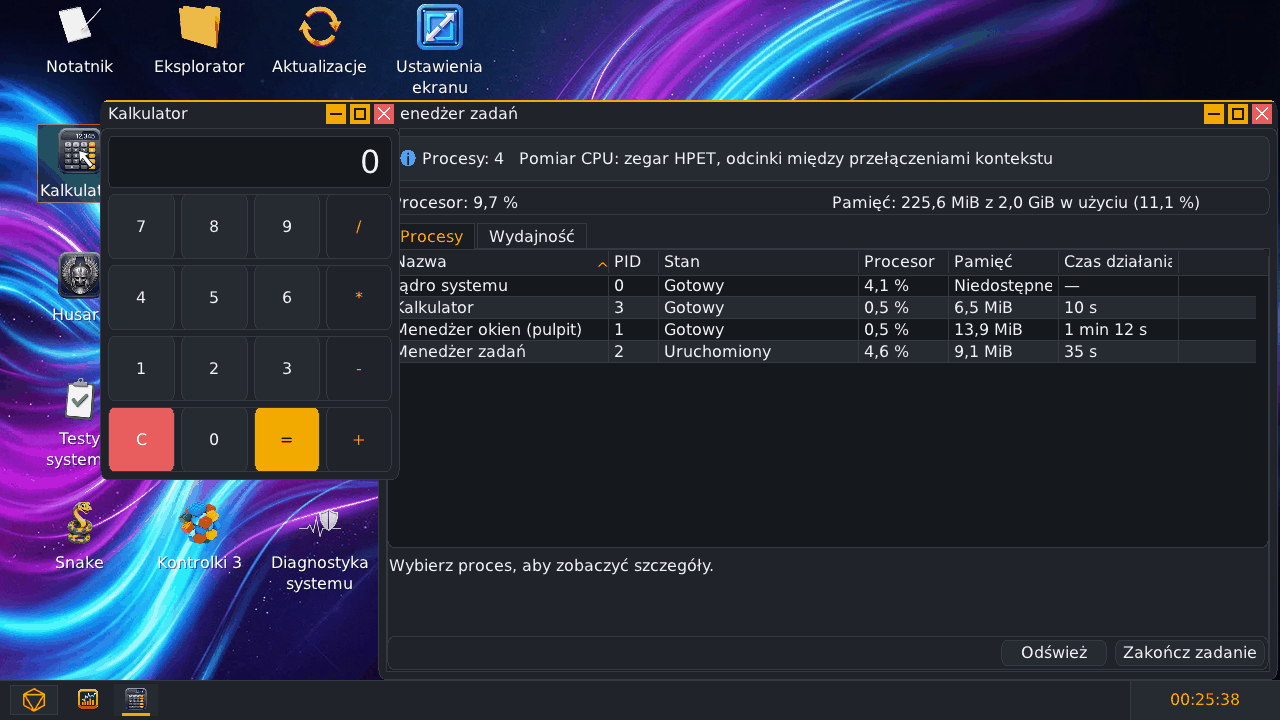 Notatnik
Eksplorator
Aktualizacje
Ustawienia
ekranu
Kalkulator
enedżer zadań
12,345
0
Procesy: 4 Pomiar CPU: zegar HPET, odcinki między przełączeniami kontekstu
Kalkulat
Procesor: 9,7 %
Pamięć: 225,6 MiB z 2,0 GiB w użyciu (11,1 %)
7 8 9 /
Procesy Wydajność
Nazwa PID Stan Procesor Pamięć Czas działania
ądro systemu 0 Gotowy 4,1 % Niedostępne —
4 5 6 *
Kalkulator 3 Gotowy 0,5 % 6,5 MiB 10 s
Husar
Menedżer okien (pulpit) 1 Gotowy 0,5 % 13,9 MiB 1 min 12 s
Menedżer zadań 2 Uruchomiony 4,6 % 9,1 MiB 35 s
1 2 3 -
C 0 = +
Testy
system
Snake
Kontrolki 3
Diagnostyka
systemu
Wybierz proces, aby zobaczyć szczegóły.
Odśwież
Zakończ zadanie
00:25:38